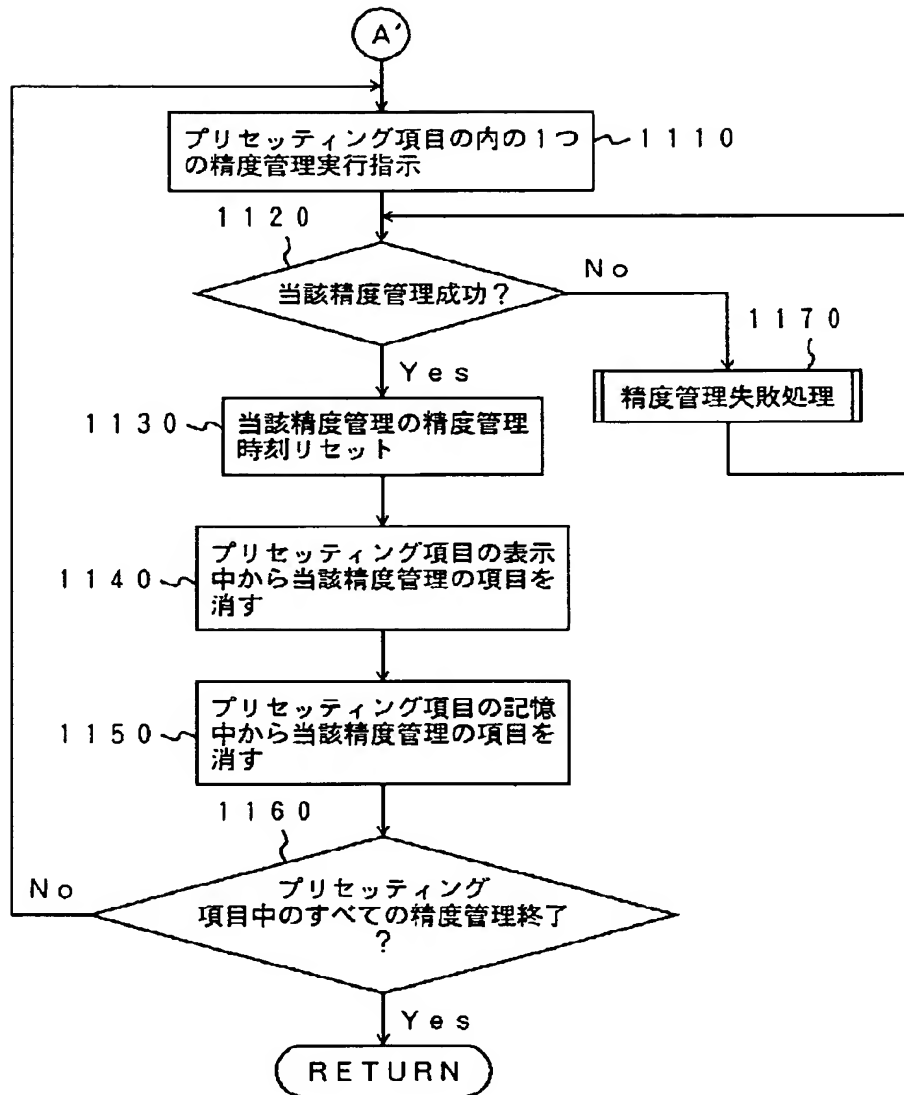 A'
プリセッティング項目の内の1つ
の精度管理実行指示
1110
1120
当該精度管理成功？
No
Yes
1170
精度管理失敗処理
1130
当該精度管理の精度管理
時刻リセット
1140
プリセッティング項目の表示
中から当該精度管理の項目を
消す
1150
プリセッティング項目の記憶
中から当該精度管理の項目を
消す
1160
プリセッティング
項目中のすべての精度管理終了
？
No
Yes
RETURN